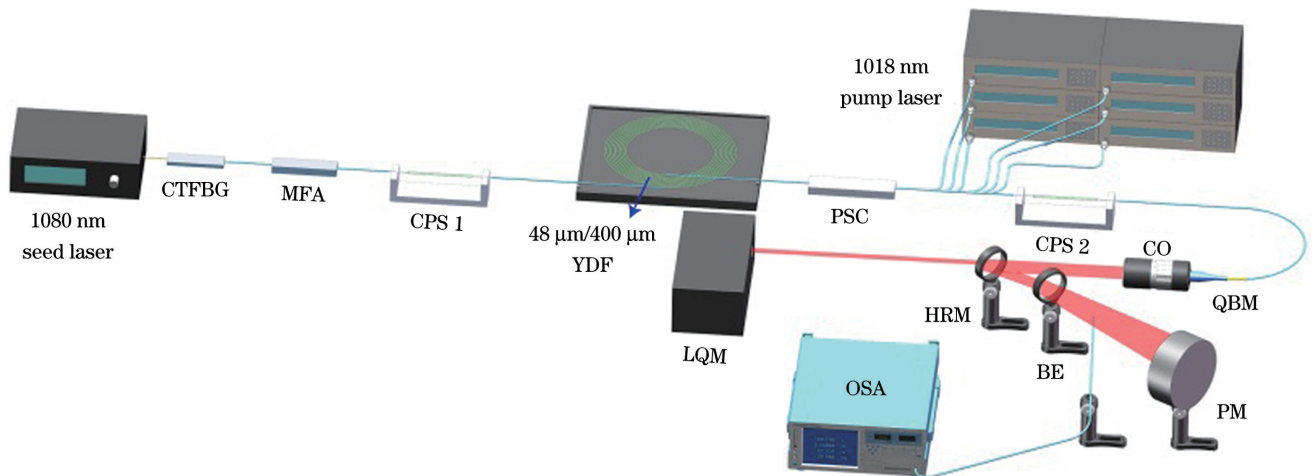 1018 nm
pump laser
CTFBG
MFA
CPS 1
PSC
CPS 2
1080 nm
seed laser
48 μm/400 μm
YDF
CO
QBM
HRM
LQM
BE
OSA
PM